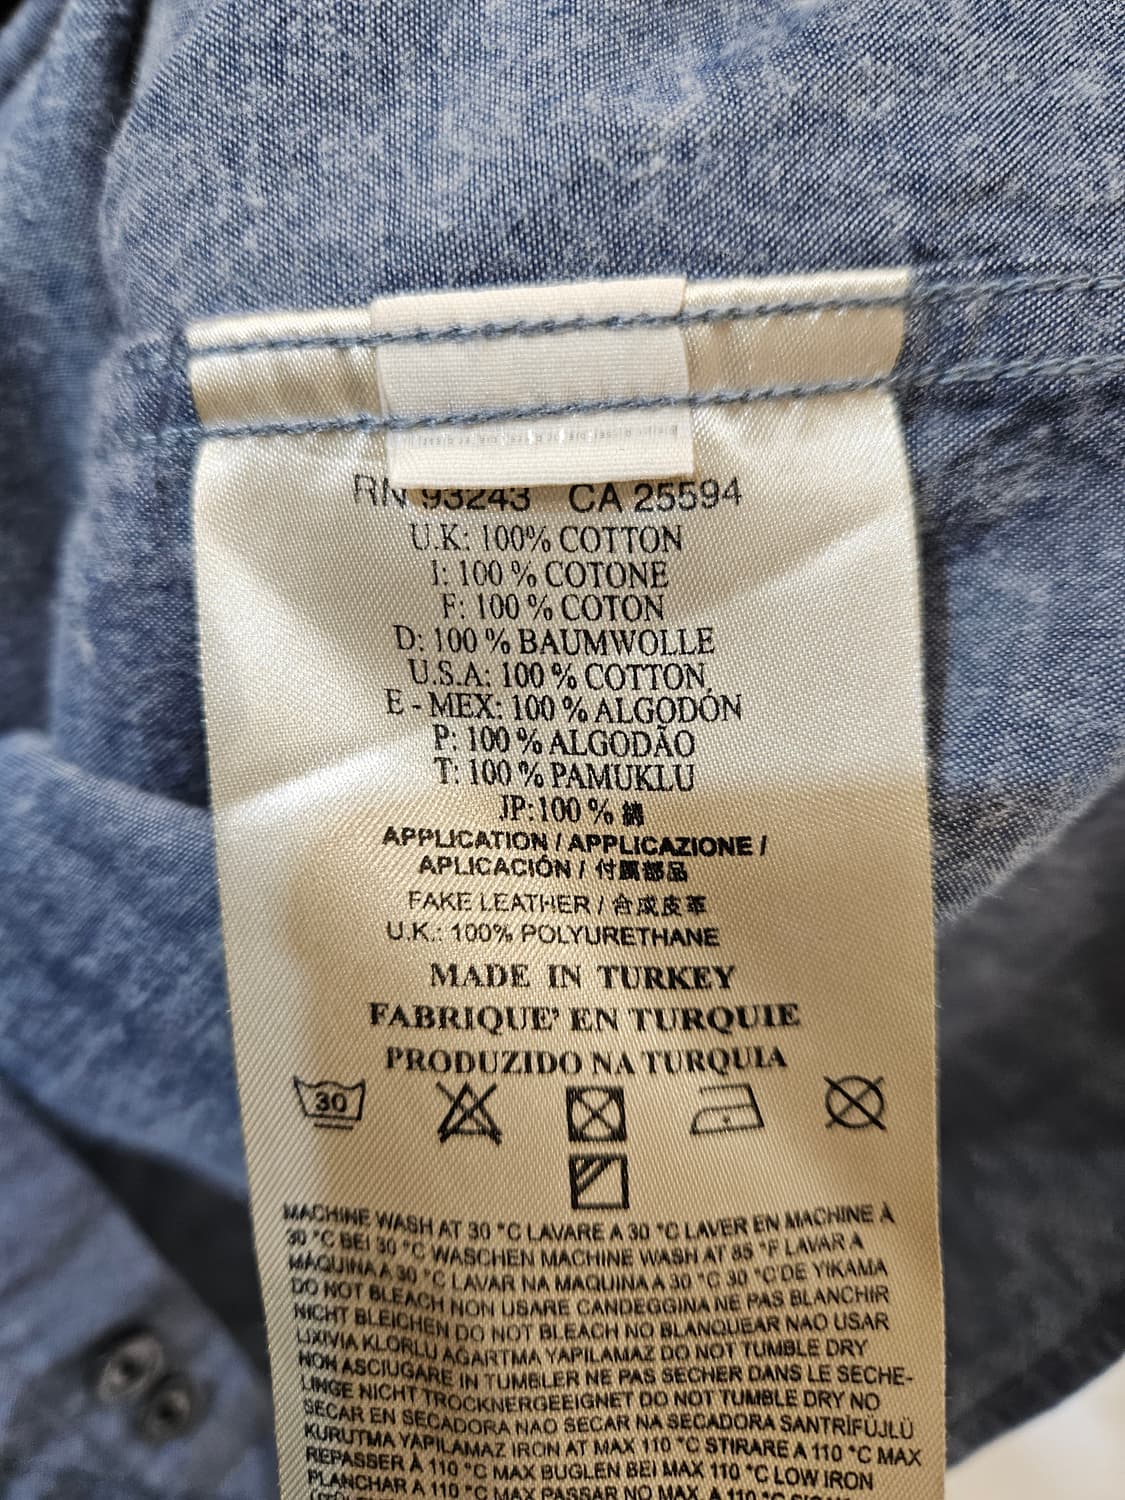 RN 93243 CA 25594
U.K: 100% COTTON
I: 100 % COTONE
F: 100 % COTON
D: 100 % BAUMWOLLE
U.S.A: 100 % COTTON
E - MEX: 100 % ALGODÓN
P: 100 % ALGODÃO
T: 100 % PAMUKLU
JP:100 % 綿
APPLICATION / APPLICAZIONE /
APLICACIÓN / 付属部品
FAKE LEATHER / 合成皮革
U.K.: 100% POLYURETHANE
MADE IN TURKEY
FABRIQUE' EN TURQUIE
PRODUZIDO NA TURQUIA
30
MACHINE WASH AT 30 °C LAVARE A 30 °C LAVER EN MACHINE À
30 °C BEI 30 °C WASCHEN MACHINE WASH AT 85 °F LAVAR A
MÁQUINA A 30 °C LAVAR NA MAQUINA A 30 °C 30 °C'DE YIKAMA
DO NOT BLEACH NON USARE CANDEGGINA NE PAS BLANCHIR
NICHT BLEICHEN DO NOT BLEACH NO BLANQUEAR NAO USAR
LIXIVIA KLORLU AGARTMA YAPILAMAZ DO NOT TUMBLE DRY
NON ASCIUGARE IN TUMBLER NE PAS SECHER DANS LE SECHE-
LINGE NICHT TROCKNERGEEIGNET DO NOT TUMBLE DRY NO
SECAR EN SECADORA NAO SECAR NA SECADORA SANTRİFÜJLÜ
KURUTMA YAPILAMAZ IRON AT MAX 110 °C STIRARE A 110 °C MAX
REPASSER À 110 °C MAX BUGLEN BEI MAX 110 °C LOW IRON
PLANCHAR A 110 °C MAX PASSAR NO MAX. A 110 °C